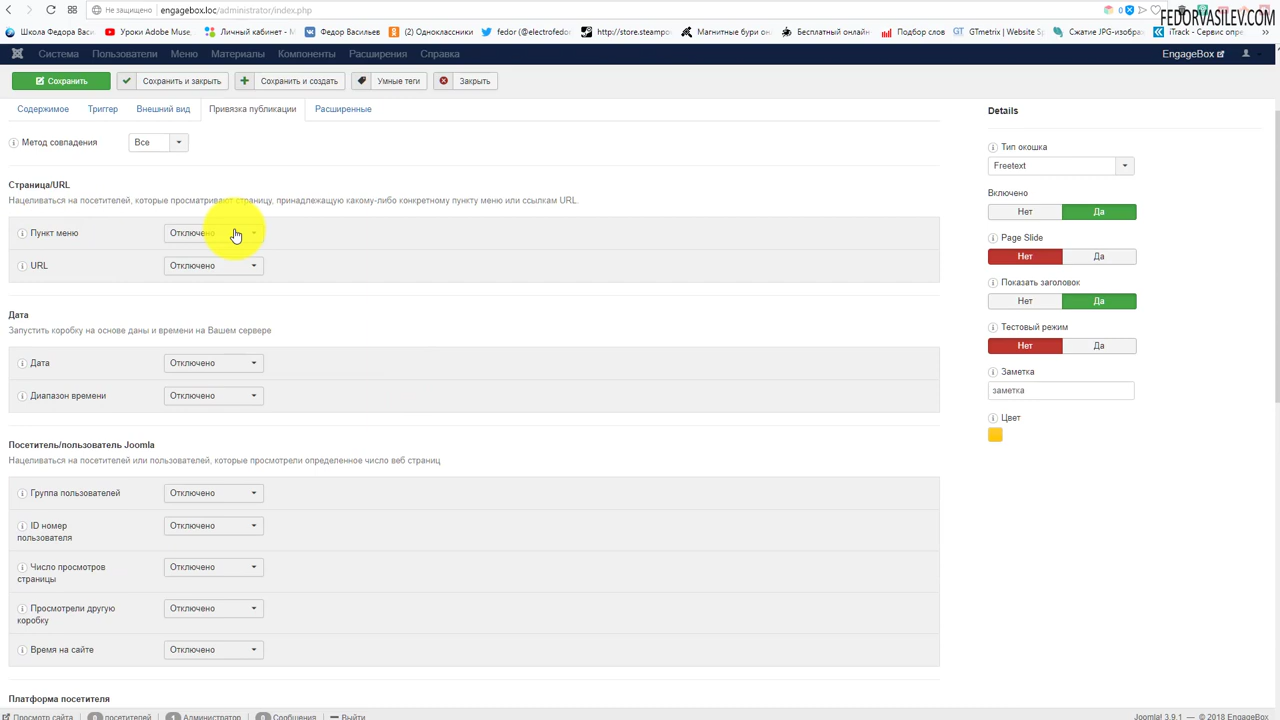 Не защищено engagebox.loc/administrator/index.php
0
FEDORVASILEV.COM
Школа Федора Васил
Уроки Adobe Muse,
Личный кабинет - M
Федор Васильев
(2) Одноклассники
fedor (@electrofedor
http://store.steampo
Магнитные бури он
Бесплатный онлайн
Подбор слов
GTmetrix | Website S
Сжатие JPG-изобра
iTrack - Сервис опре
Система Пользователи Меню Материалы Компоненты Расширения Справка
EngageBox
Сохранить
Сохранить и закрыть
Сохранить и создать
Умные теги
Закрыть
Содержимое Триггер Внешний вид Привязка публикации Расширенные
Метод совпадения Все
Страница/URL
Нацеливаться на посетителей, которые просматривают страницу, принадлежащую какому-либо конкретному пункту меню или ссылкам URL.
Пункт меню Отключено
URL Отключено
Дата
Запустить коробку на основе даны и времени на Вашем сервере
Дата Отключено
Диапазон времени Отключено
Посетитель/пользователь Joomla
Нацеливаться на посетителей или пользователей, которые просмотрели определенное число веб страниц
Группа пользователей Отключено
ID номер
пользователя
Отключено
Число просмотров
страницы
Отключено
Просмотрели другую
коробку
Отключено
Время на сайте Отключено
Платформа посетителя
Details
Тип окошка
Freetext
Включено
Нет Да
Page Slide
Нет Да
Показать заголовок
Нет Да
Тестовый режим
Нет Да
Заметка
заметка
Цвет
Просмотр сайта 0 посетителей 1 Администратор 0 Сообщения Выйти
Joomla! 3.9.1 — © 2018 EngageBox